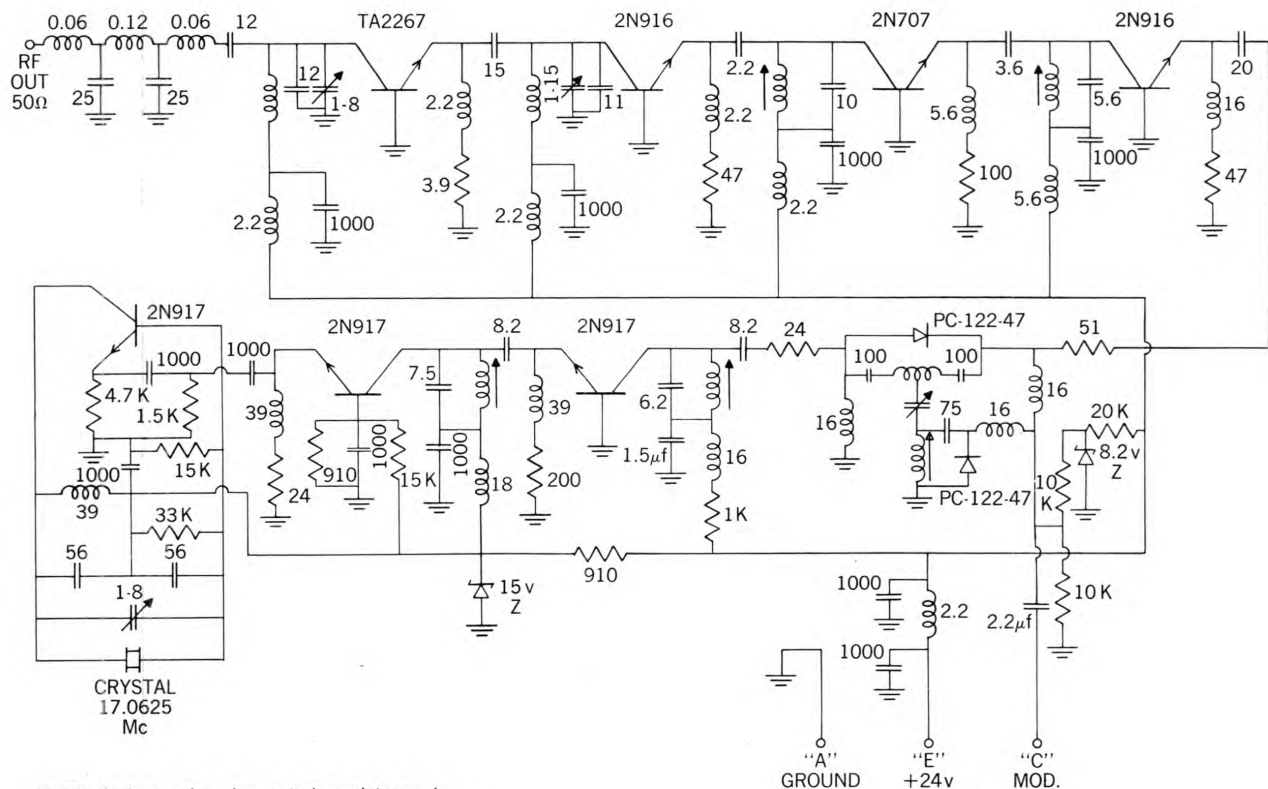 0.06
0.12
0.06
12
TA2267
2N916
2N707
2N916
RF
OUT
50Ω
25
25
12
1-8
15
1-15
11
2.2
10
3.6
5.6
20
2.2
3.9
2.2
47
5.6
100
16
47
2.2
1000
2.2
1000
2.2
1000
5.6
1000
2N917
1000
1000
4.7K
1.5K
15K
1000
39
33K
56
56
1-8
CRYSTAL
17.0625
Mc
39
24
2N917
910
1000
15K
7.5
1000
8.2
18
15v
Z
39
200
2N917
910
6.2
1.5μf
8.2
16
1K
24
PC-122-47
100
100
51
16
75
16
16
PC-122-47
20K
8.2v
Z
10
K
10K
1000
2.2
1000
2.2μf
"A"
GROUND
"E"
+24v
"C"
MOD.